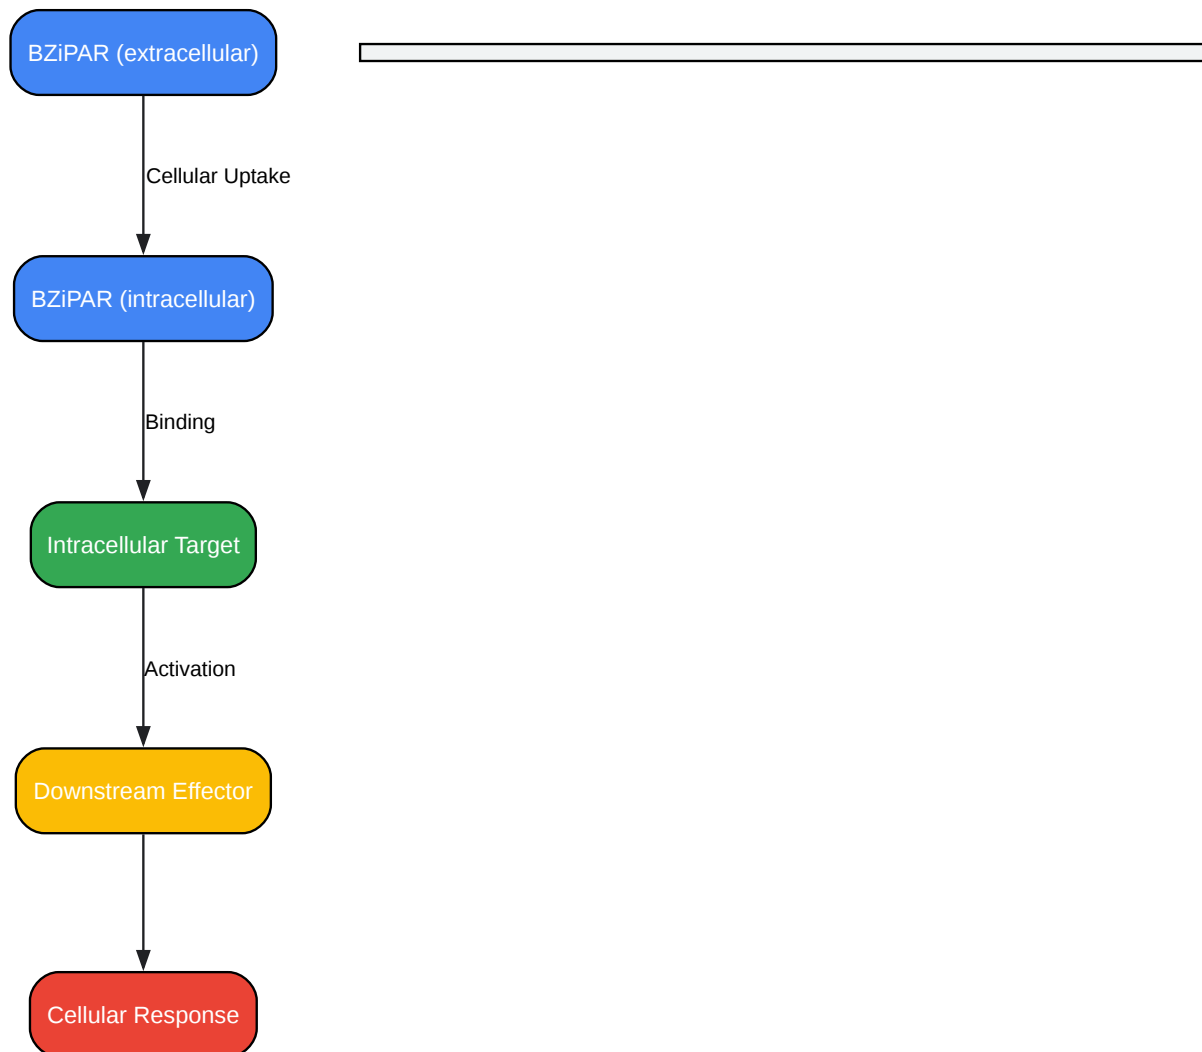 BZiPAR (extracellular)
Cellular Uptake
BZiPAR (intracellular)
Binding
Intracellular Target
Activation
Downstream Effector
Cellular Response